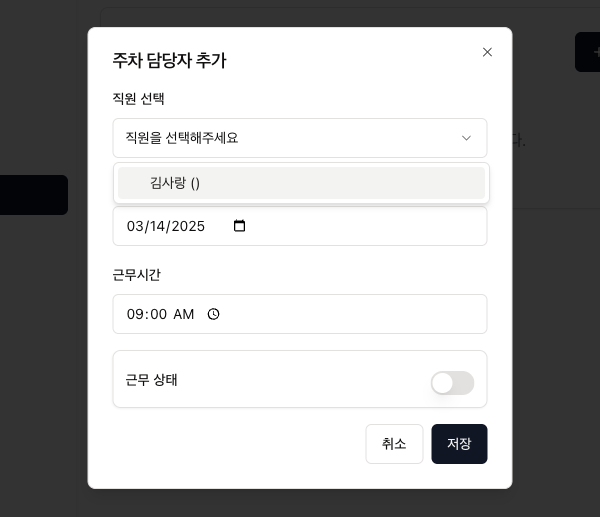 주차 담당자 추가
직원 선택
직원을 선택해주세요
다.
김사랑 ()
03/14/2025
근무시간
09:00 AM
근무 상태
취소
저장